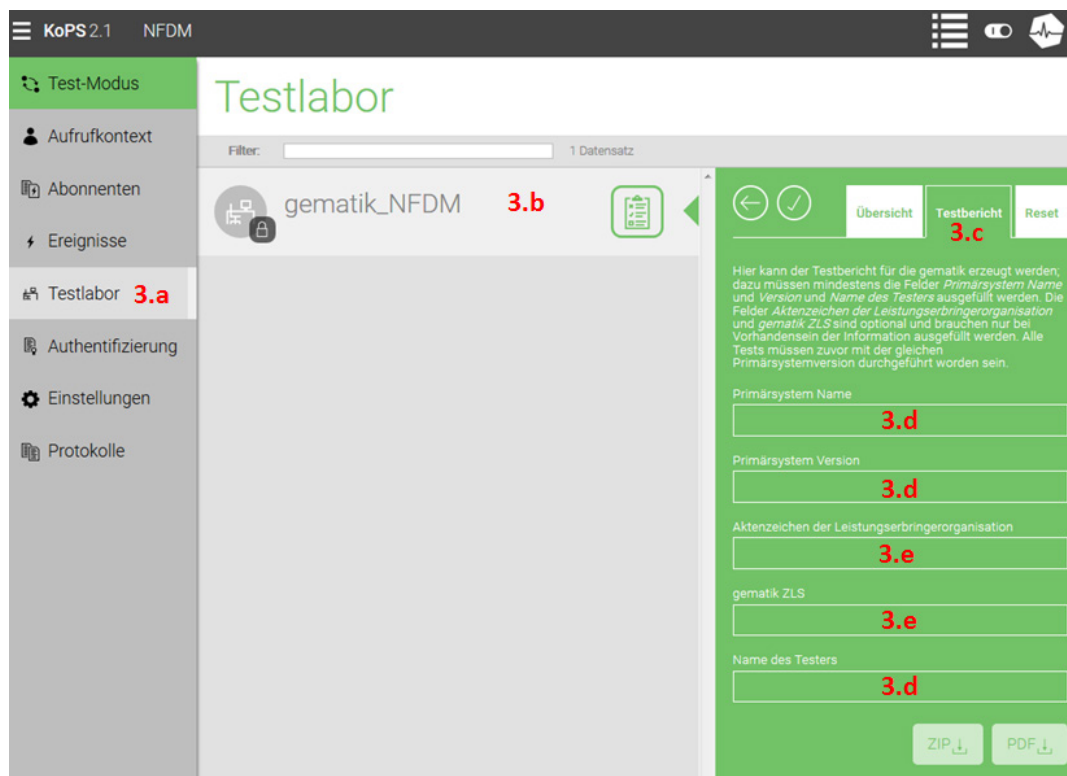 KoPS 2.1 NFDM
Test-Modus
Aufrufkontext
Abonnenten
Ereignisse
Testlabor 3.a
Authentifizierung
Einstellungen
Protokolle
Testlabor
Filter: 1 Datensatz
gematik_NFDM 3.b
Übersicht Testbericht Reset
3.c
Hier kann der Testbericht für die gematik erzeugt werden;
dazu müssen mindestens die Felder Primärsystem Name
und Version und Name des Testers ausgefüllt werden. Die
Felder Aktenzeichen der Leistungserbringerorganisation
und gematik ZLS sind optional und brauchen nur bei
Vorhandensein der Information ausgefüllt werden. Alle
Tests müssen zuvor mit der gleichen
Primärsystemversion durchgeführt worden sein.
Primärsystem Name
3.d
Primärsystem Version
3.d
Aktenzeichen der Leistungserbringerorganisation
3.e
gematik ZLS
3.e
Name des Testers
3.d
ZIP PDF